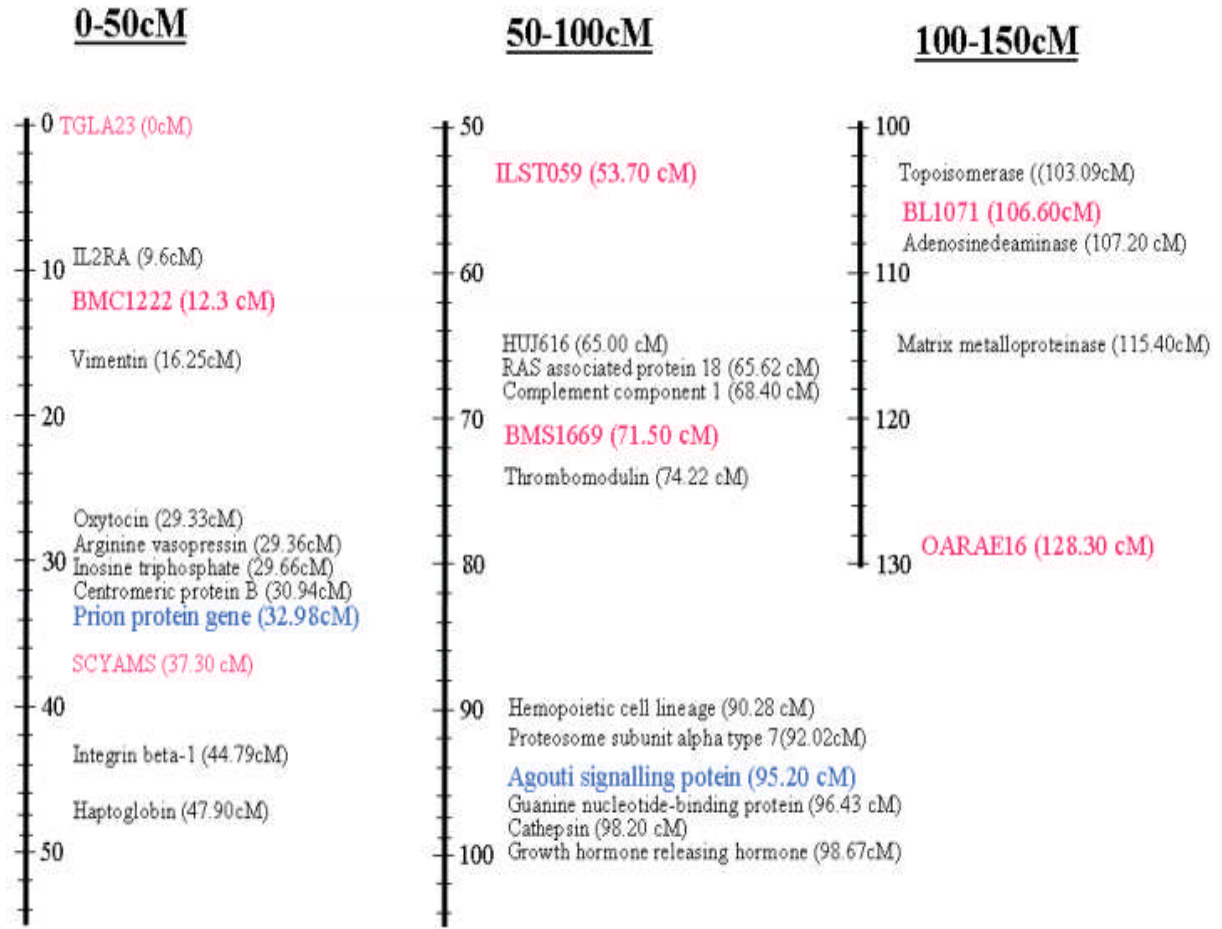 0-50cM
0 TGLA23 (0cM)
IL2RA (9.6cM)
10
BMC1222 (12.3 cM)
Vimentin (16.25cM)
20
Oxytocin (29.33cM)
Arginine vasopressin (29.36cM)
30 Inosine triphosphate (29.66cM)
Centromeric protein B (30.94cM)
Prion protein gene (32.98cM)
SCYAMS (37.30 cM)
40
Integrin beta-1 (44.79cM)
Haptoglobin (47.90cM)
50
50-100cM
50
ILST059 (53.70 cM)
60
HUJ616 (65.00 cM)
RAS associated protein 18 (65.62 cM)
Complement component 1 (68.40 cM)
70
BMS1669 (71.50 cM)
Thrombomodulin (74.22 cM)
80
90 Hemopoietic cell lineage (90.28 cM)
Proteosome subunit alpha type 7(92.02cM)
Agouti signalling potein (95.20 cM)
Guanine nucleotide-binding protein (96.43 cM)
Cathepsin (98.20 cM)
100 Growth hormone releasing hormone (98.67cM)
100-150cM
100
Topoisomerase ((103.09cM)
BL1071 (106.60cM)
Adenosinedeaminase (107.20 cM)
110
Matrix metalloproteinase (115.40cM)
120
OARAE16 (128.30 cM)
130